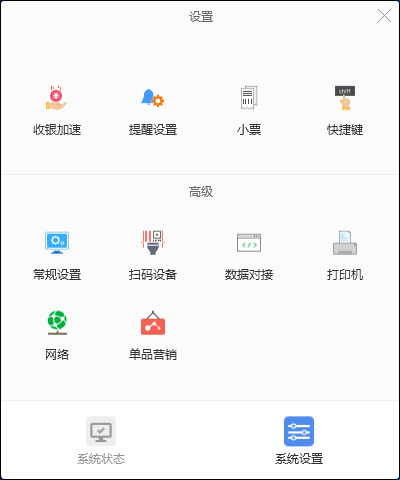 设置
收银加速
提醒设置
小票
shift
快捷键
高级
常规设置
扫码设备
数据对接
打印机
网络
单品营销
系统状态
系统设置